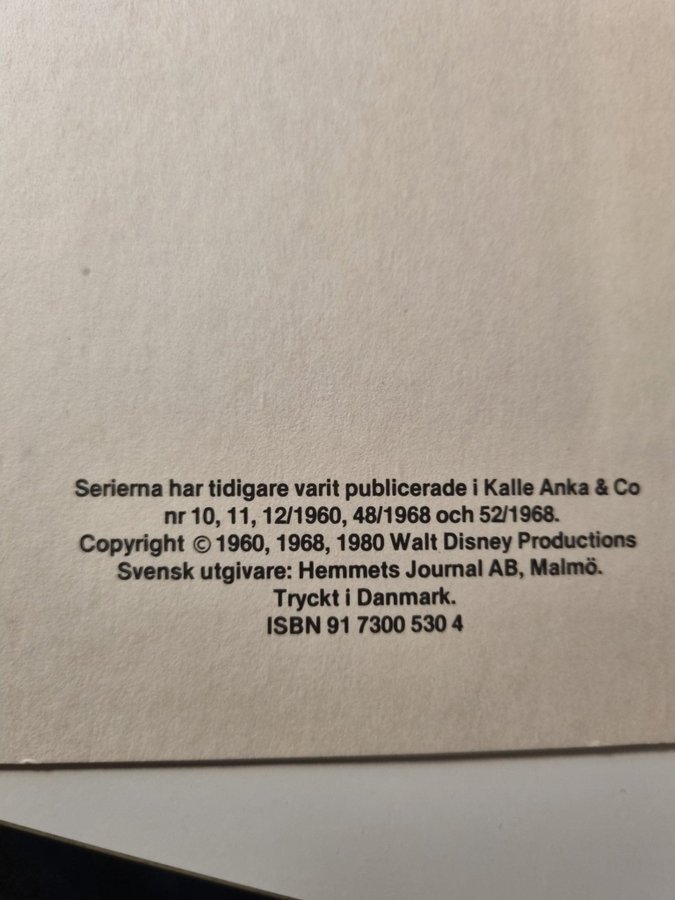 Serierna har tidigare varit publicerade i Kalle Anka & Co
nr 10, 11, 12/1960, 48/1968 och 52/1968.
Copyright © 1960, 1968, 1980 Walt Disney Productions
Svensk utgivare: Hemmets Journal AB, Malmö.
Tryckt i Danmark.
ISBN 91 7300 530 4